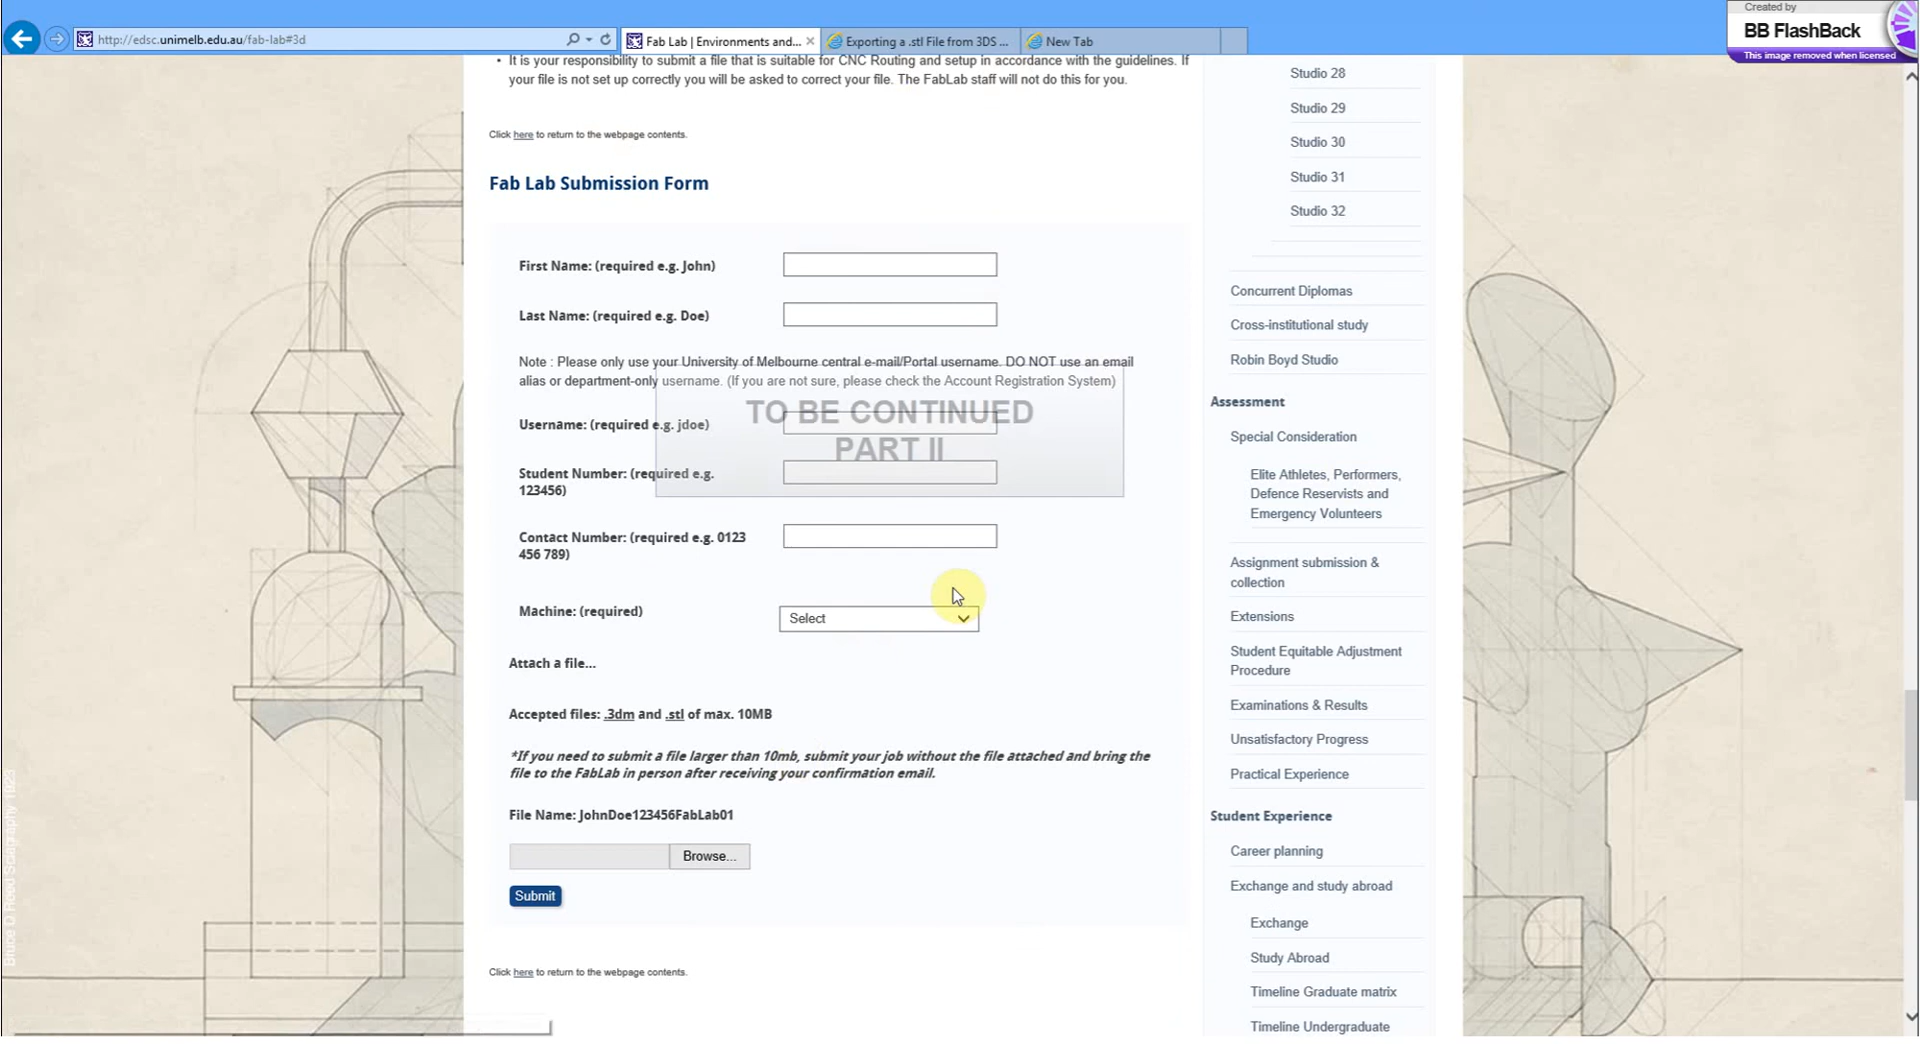 Created by
BB FlashBack
This image removed when licensed
http://edsc.unimelb.edu.au/fab-lab#3d
Fab Lab | Environments and...
Exporting a .stl File from 3DS ...
New Tab
• It is your responsibility to submit a file that is suitable for CNC Routing and setup in accordance with the guidelines. If
your file is not set up correctly you will be asked to correct your file. The FabLab staff will not do this for you.
Click here to return to the webpage contents.
Fab Lab Submission Form
First Name: (required e.g. John)
Last Name: (required e.g. Doe)
Note : Please only use your University of Melbourne central e-mail/Portal username. DO NOT use an email
alias or department-only username. (If you are not sure, please check the Account Registration System)
TO BE CONTINUED
PART II
Username: (required e.g. jdoe)
Student Number: (required e.g.
123456)
Contact Number: (required e.g. 0123
456 789)
Machine: (required)
Select
Attach a file...
Accepted files: .3dm and .stl of max. 10MB
*If you need to submit a file larger than 10mb, submit your job without the file attached and bring the
file to the FabLab in person after receiving your confirmation email.
File Name: JohnDoe123456FabLab01
Browse...
Submit
Click here to return to the webpage contents.
Studio 28
Studio 29
Studio 30
Studio 31
Studio 32
Concurrent Diplomas
Cross-institutional study
Robin Boyd Studio
Assessment
Special Consideration
Elite Athletes, Performers,
Defence Reservists and
Emergency Volunteers
Assignment submission &
collection
Extensions
Student Equitable Adjustment
Procedure
Examinations & Results
Unsatisfactory Progress
Practical Experience
Student Experience
Career planning
Exchange and study abroad
Exchange
Study Abroad
Timeline Graduate matrix
Timeline Undergraduate